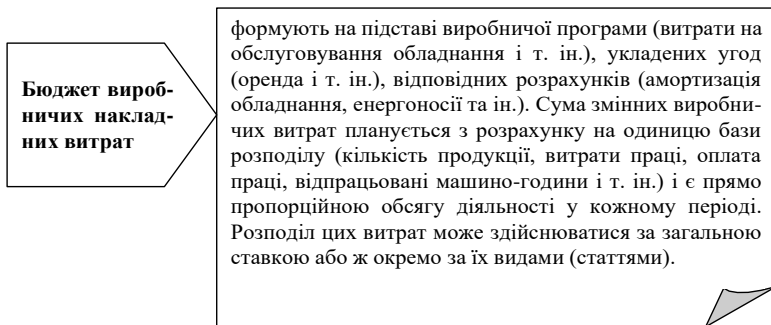 Бюджет вироб-
ничих наклад-
них витрат
формують на підставі виробничої програми (витрати на
обслуговування обладнання і т. ін.), укладених угод
(оренда і т. ін.), відповідних розрахунків (амортизація
обладнання, енергоносії та ін.). Сума змінних виробни-
чих витрат планується з розрахунку на одиницю бази
розподілу (кількість продукції, витрати праці, оплата
праці, відпрацьовані машино-години і т. ін.) і є прямо
пропорційною обсягу діяльності у кожному періоді.
Розподіл цих витрат може здійснюватися за загальною
ставкою або ж окремо за їх видами (статтями).